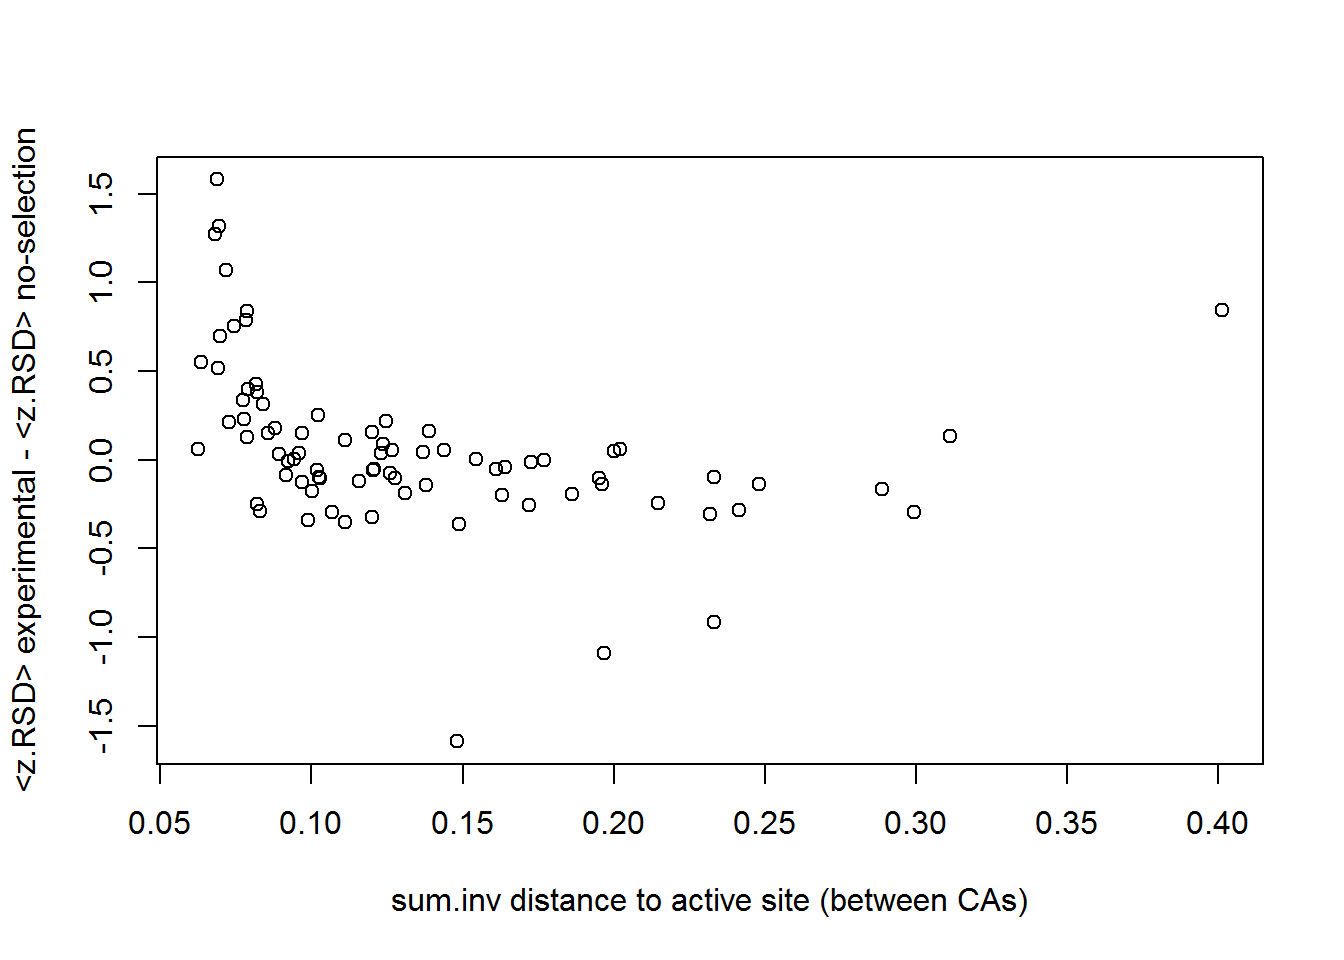 <z.RSD> experimental - <z.RSD> no-selection
1.5
1.0
0.5
0.0
-0.5
-1.0
-1.5
0.05 0.10 0.15 0.20 0.25 0.30 0.35 0.40
sum.inv distance to active site (between CAs)